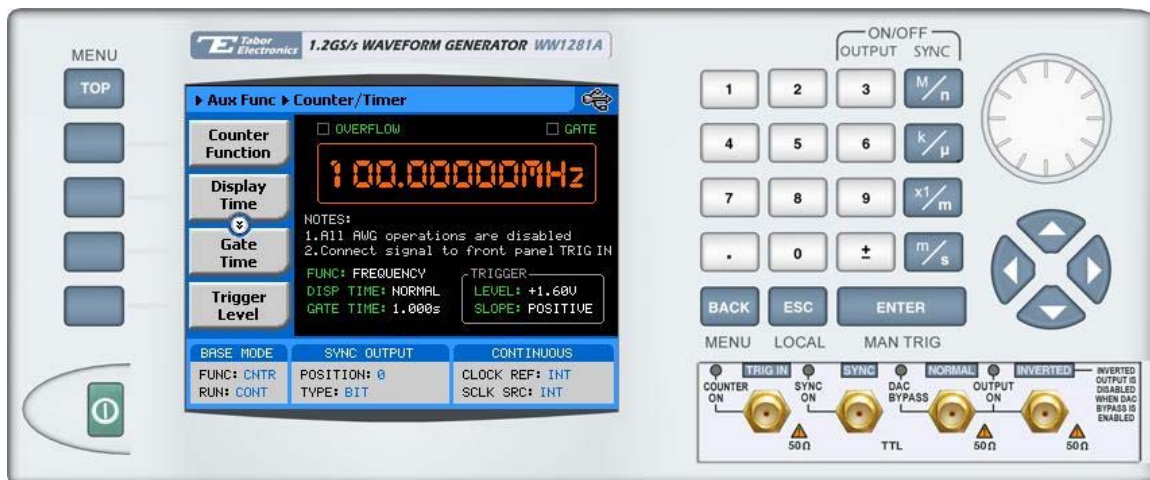 MENU
TOP
Tabor
Electronics
1.2GS/s WAVEFORM GENERATOR WW1281A
Aux Func Counter/Timer
Counter
Function
Display
Time
Gate
Time
Trigger
Level
OVERFLOW
GATE
100.00000MHz
NOTES:
1.All AWG operations are disabled
2.Connect signal to front panel TRIG IN
FUNC: FREQUENCY
DISP TIME: NORMAL
GATE TIME: 1.000s
TRIGGER
LEVEL: +1.60V
SLOPE: POSITIVE
BASE MODE
FUNC: CNTR
RUN: CONT
SYNC OUTPUT
POSITION: 0
TYPE: BIT
CONTINUOUS
CLOCK REF: INT
SCLK SRC: INT
ON/OFF
OUTPUT SYNC
1 2 3 M/n
4 5 6 k/µ
7 8 9 x1/m
. 0 ± m/s
BACK ESC ENTER
MENU LOCAL MAN TRIG
TRIG IN SYNC NORMAL INVERTED
COUNTER
ON
SYNC
ON
DAC
BYPASS
OUTPUT
ON
INVERTED
OUTPUT IS
DISABLED
WHEN DAC
BYPASS IS
ENABLED
50Ω TTL 50Ω 50Ω